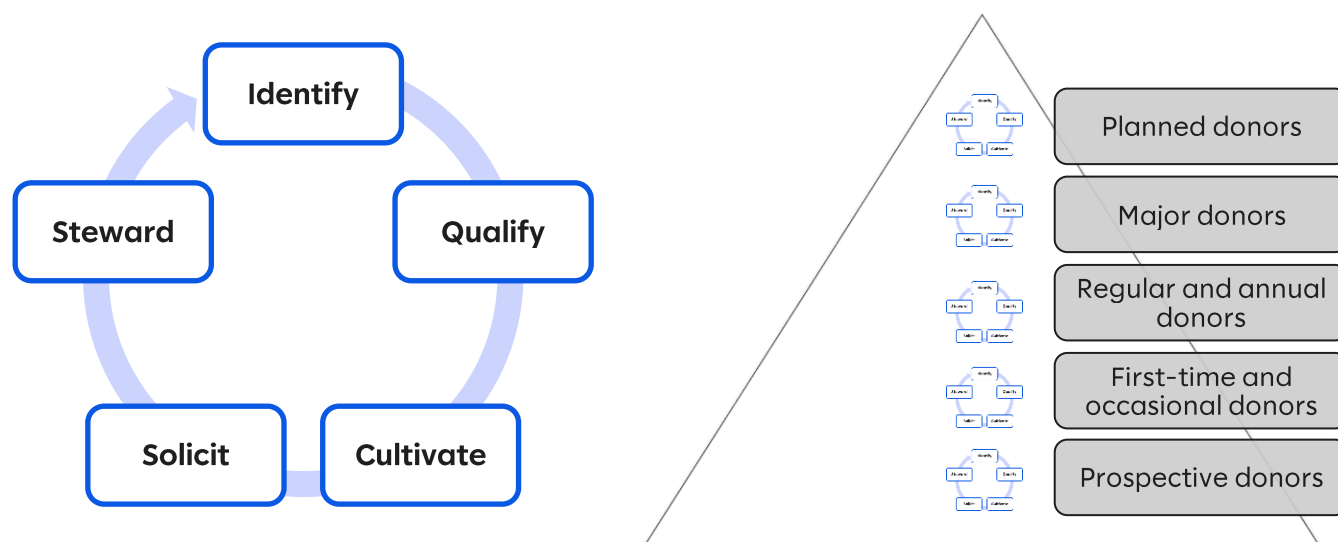 Identify
Steward
Qualify
Solicit
Cultivate
Planned donors
Major donors
Regular and annual
donors
First-time and
occasional donors
Prospective donors